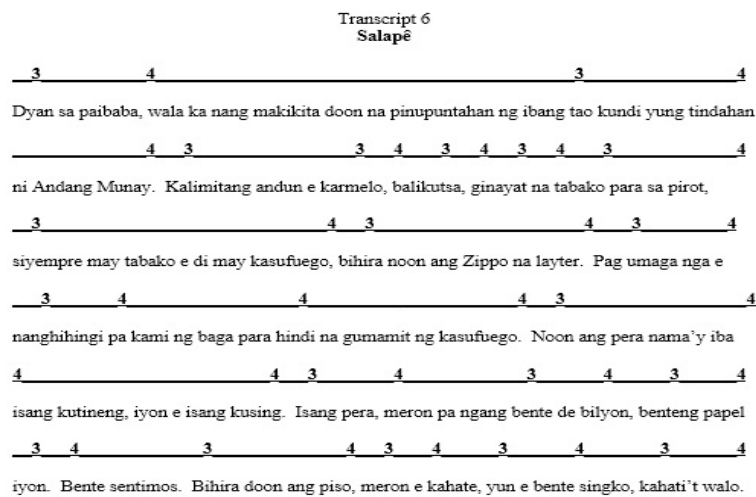 Transcript 6
Salapê
3 4 3 4
Dyan sa paibaba, wala ka nang makikita doon na pinupuntahan ng ibang tao kundi yung tindahan
4 3 3 4 3 4 3 4 3 4
ni Andang Munay. Kalimitang andun e karmelo, balikutsa, ginayat na tabako para sa pirot,
3 4 3 4 3 4
siyempre may tabako e di may kasufuego, bihira noon ang Zippo na layter. Pag umaga nga e
3 4 4 4 3 4
nanghihingi pa kami ng baga para hindi na gumamit ng kasufuego. Noon ang pera nama'y iba
4 4 3 4 3 4 3 4
isang kutineng, iyon e isang kusing. Isang pera, meron pa ngang bente de bilyon, benteng papel
3 4 3 4 3 4 3 4 3 4
iyon. Bente sentimos. Bihira doon ang piso, meron e kahate, yun e bente singko, kahati't walo.